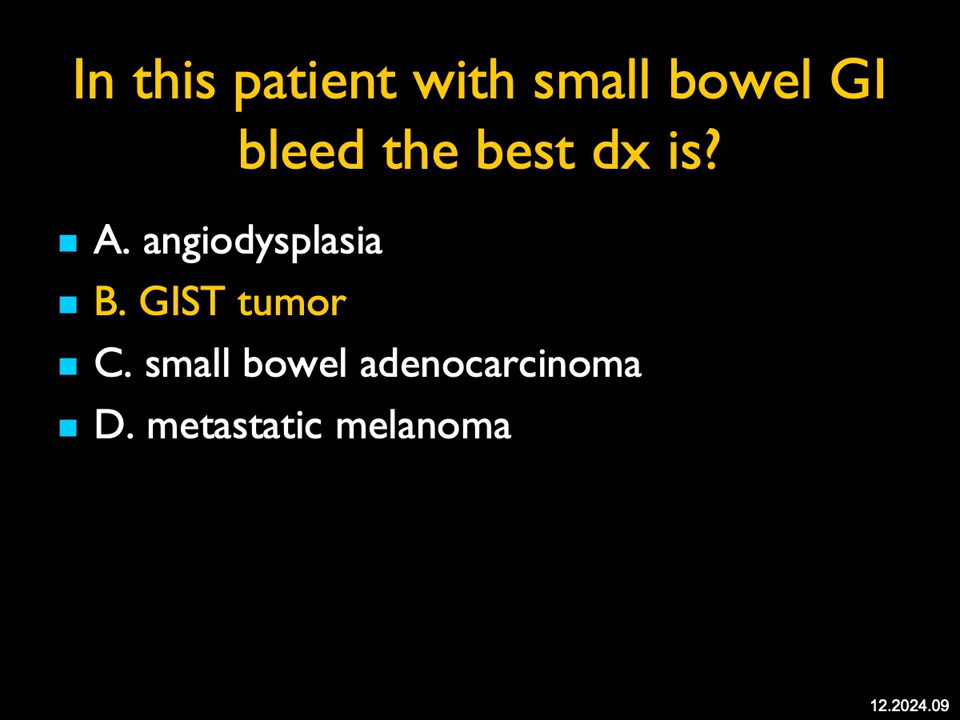 In this patient with small bowel GI
bleed the best dx is?
A. angiodysplasia
B. GIST tumor
C. small bowel adenocarcinoma
D. metastatic melanoma
12.2024.09